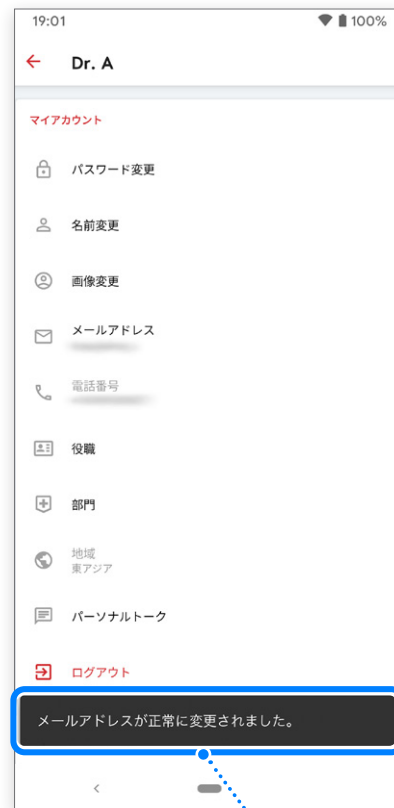 19:01 100%
Dr. A
マイアカウント
パスワード変更
名前変更
画像変更
メールアドレス
電話番号
役職
部門
地域
東アジア
パーソナルトーク
ログアウト
メールアドレスが正常に変更されました。